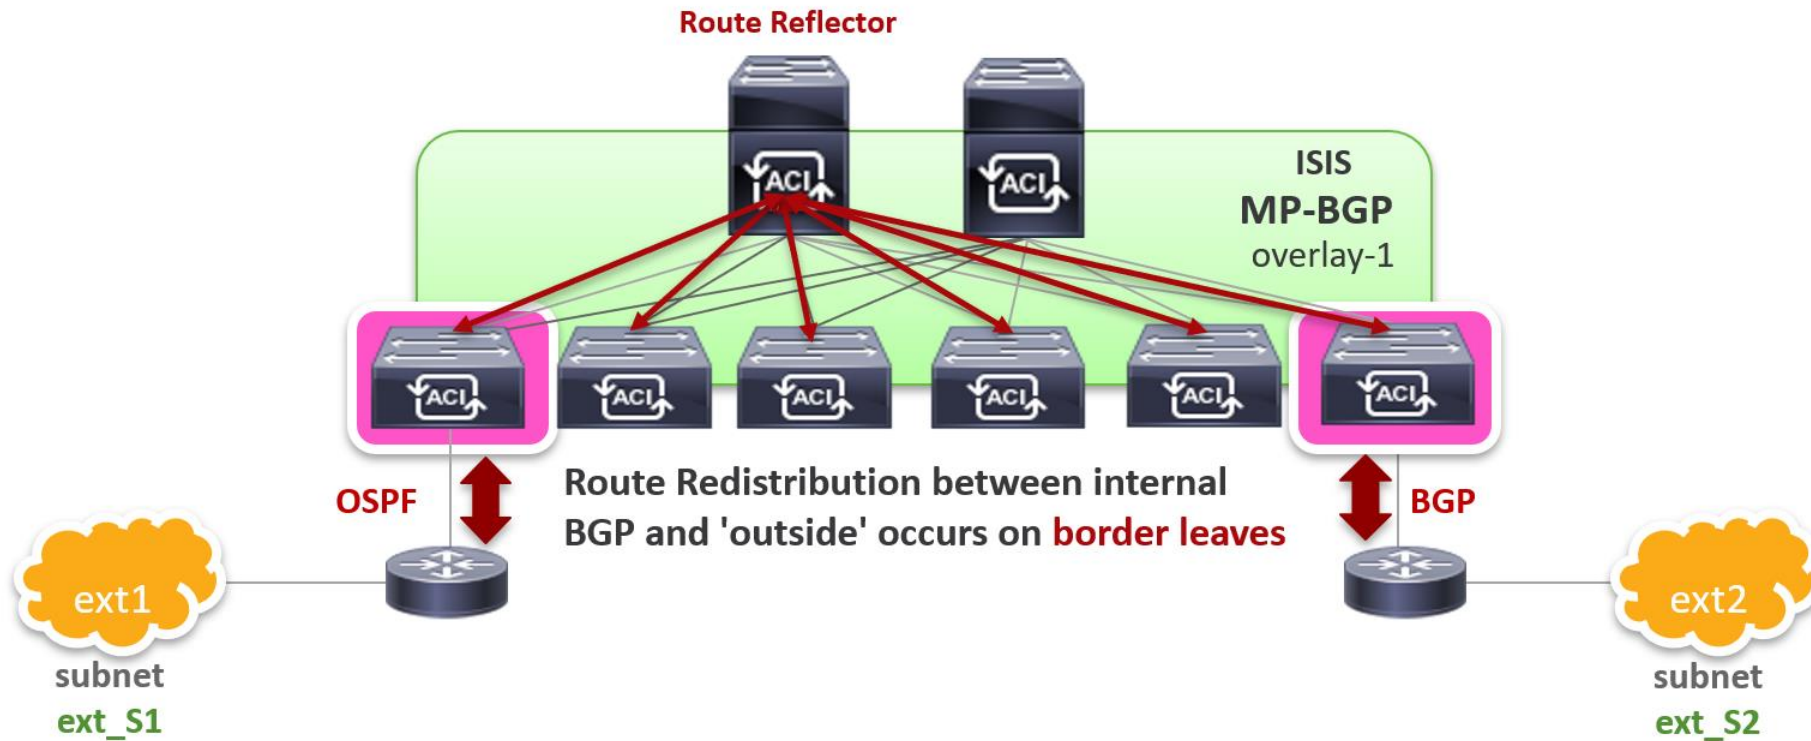 Route Reflector
ACI
ACI
ISIS
MP-BGP
overlay-1
ACI
ACI
ACI
ACI
ACI
ACI
OSPF
Route Redistribution between internal
BGP and 'outside' occurs on border leaves
BGP
ext1
ext2
subnet
ext_S1
subnet
ext_S2